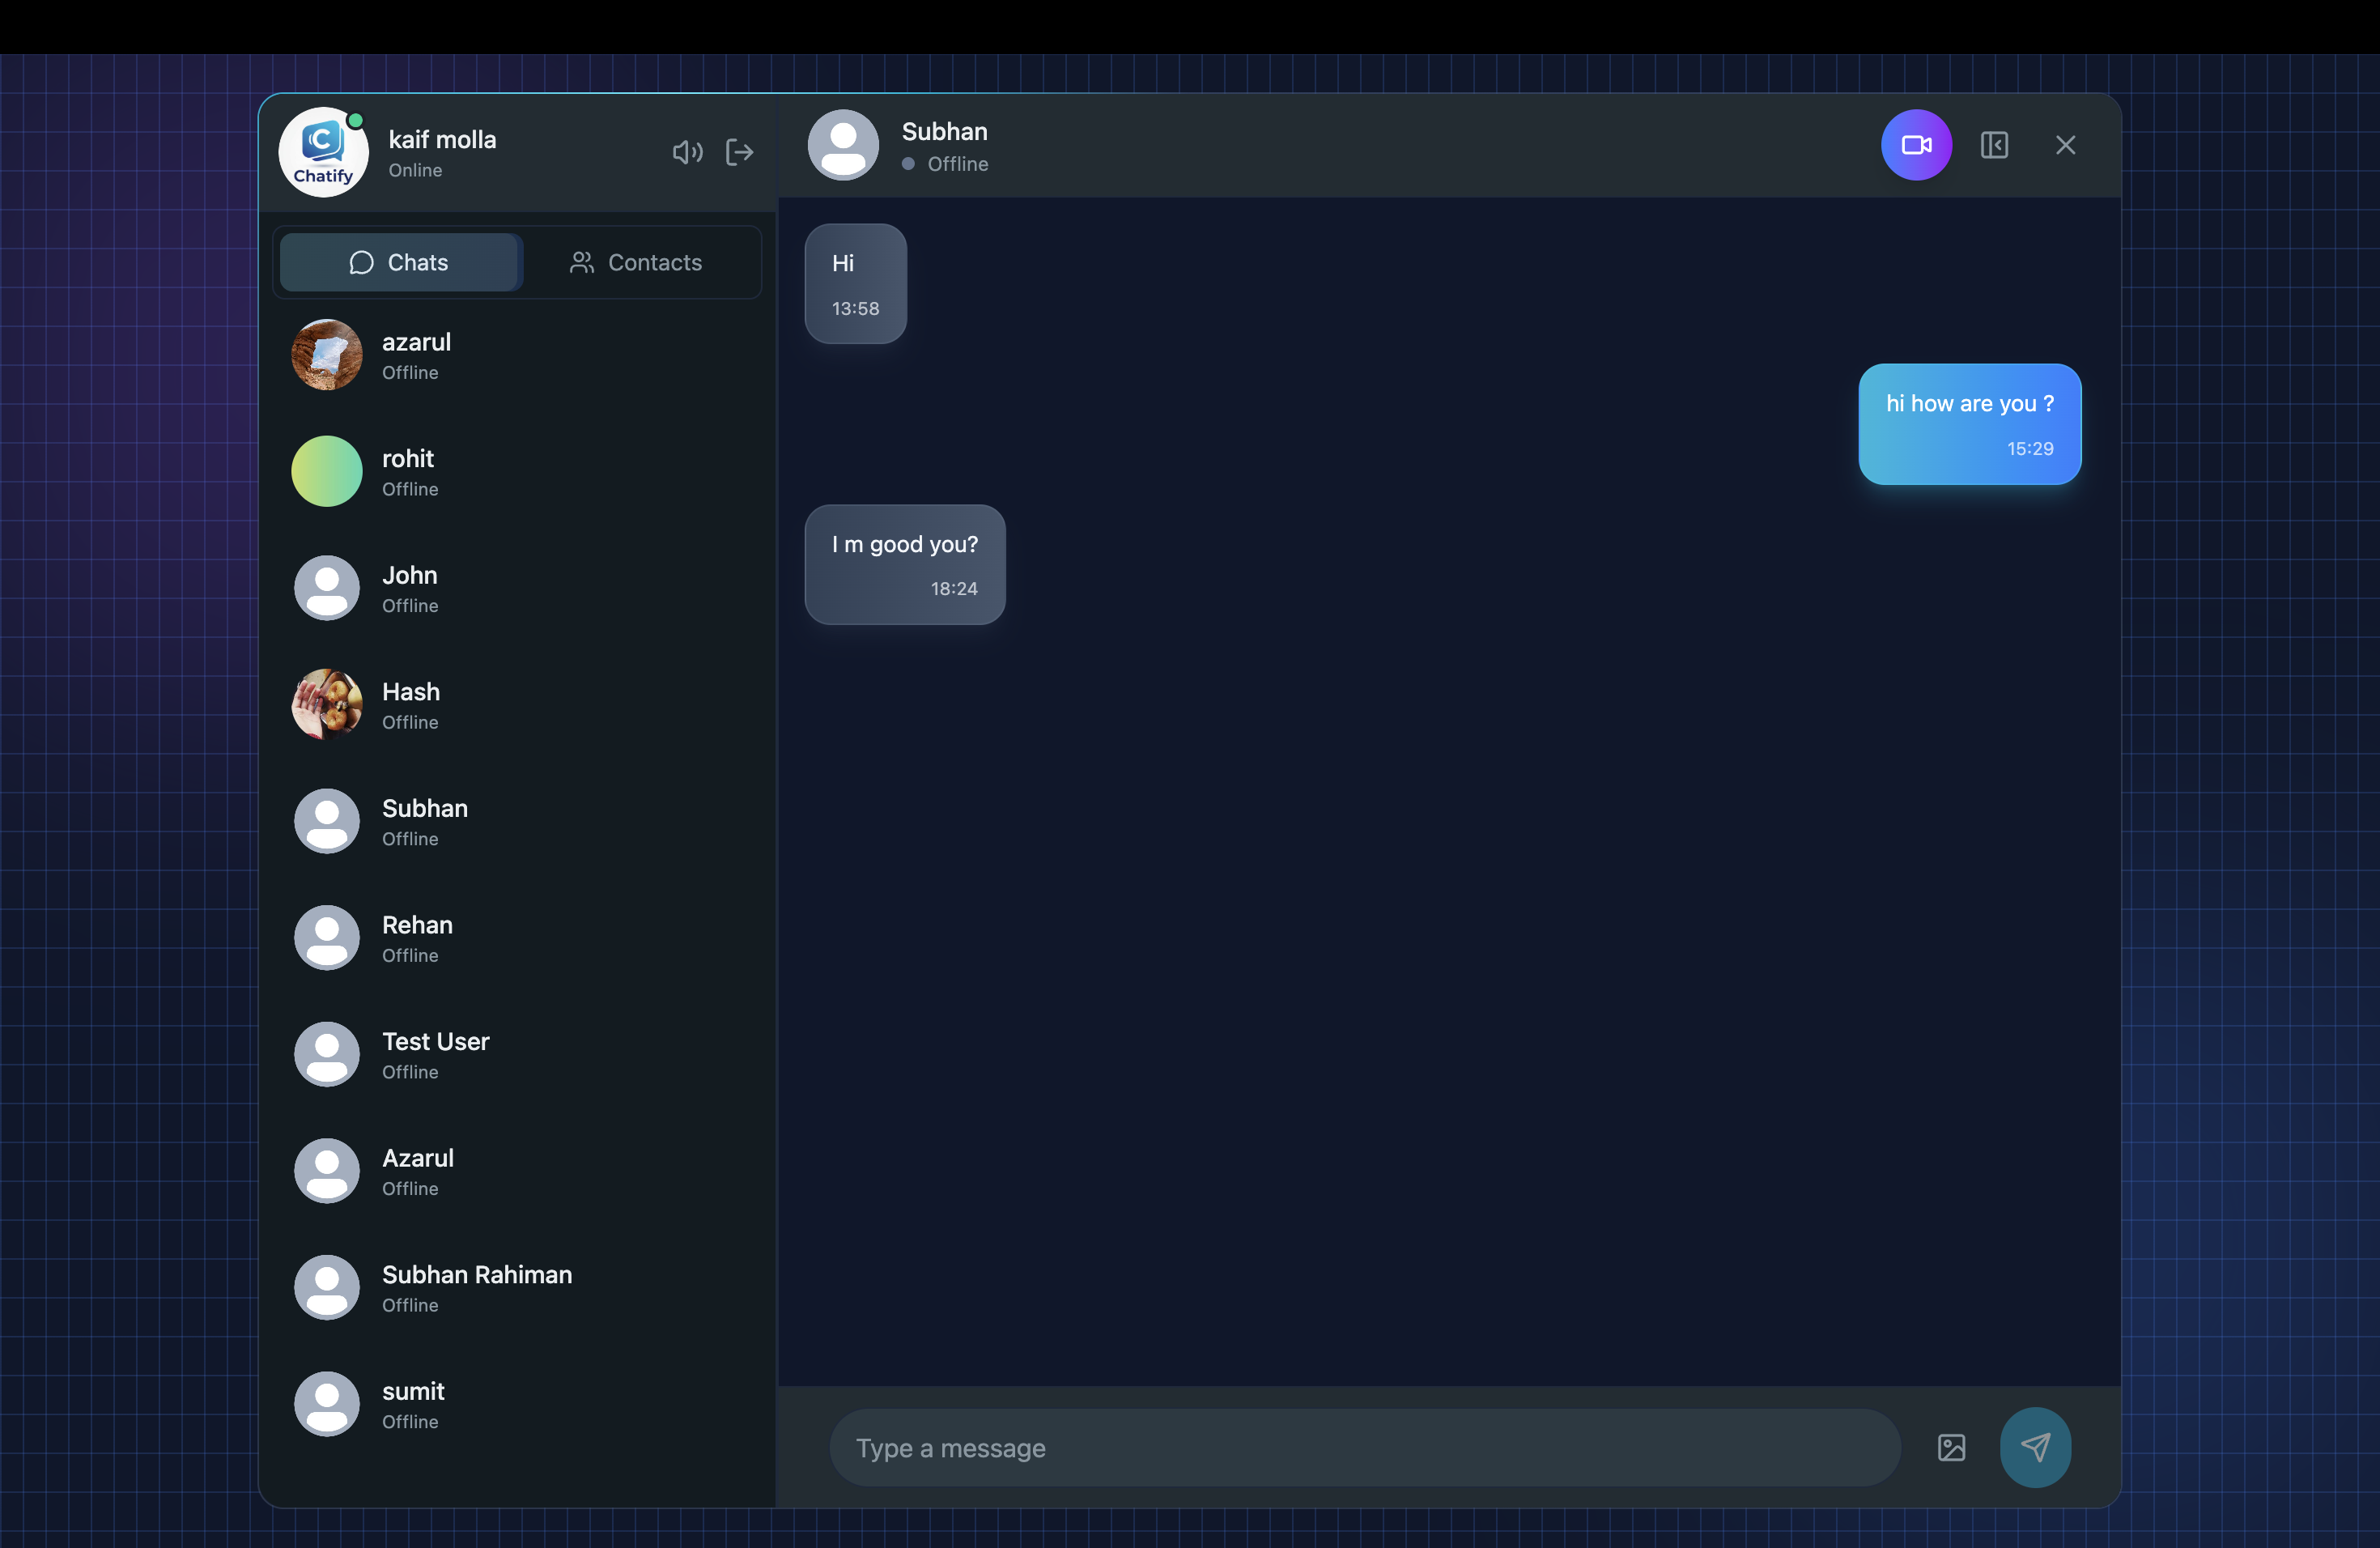 Chatify
kaif molla
Online
Chats
Contacts
azarul
Offline
rohit
Offline
John
Offline
Hash
Offline
Subhan
Offline
Rehan
Offline
Test User
Offline
Azarul
Offline
Subhan Rahiman
Offline
sumit
Offline
Subhan
Offline
Hi
13:58
hi how are you ?
15:29
I m good you?
18:24
Type a message